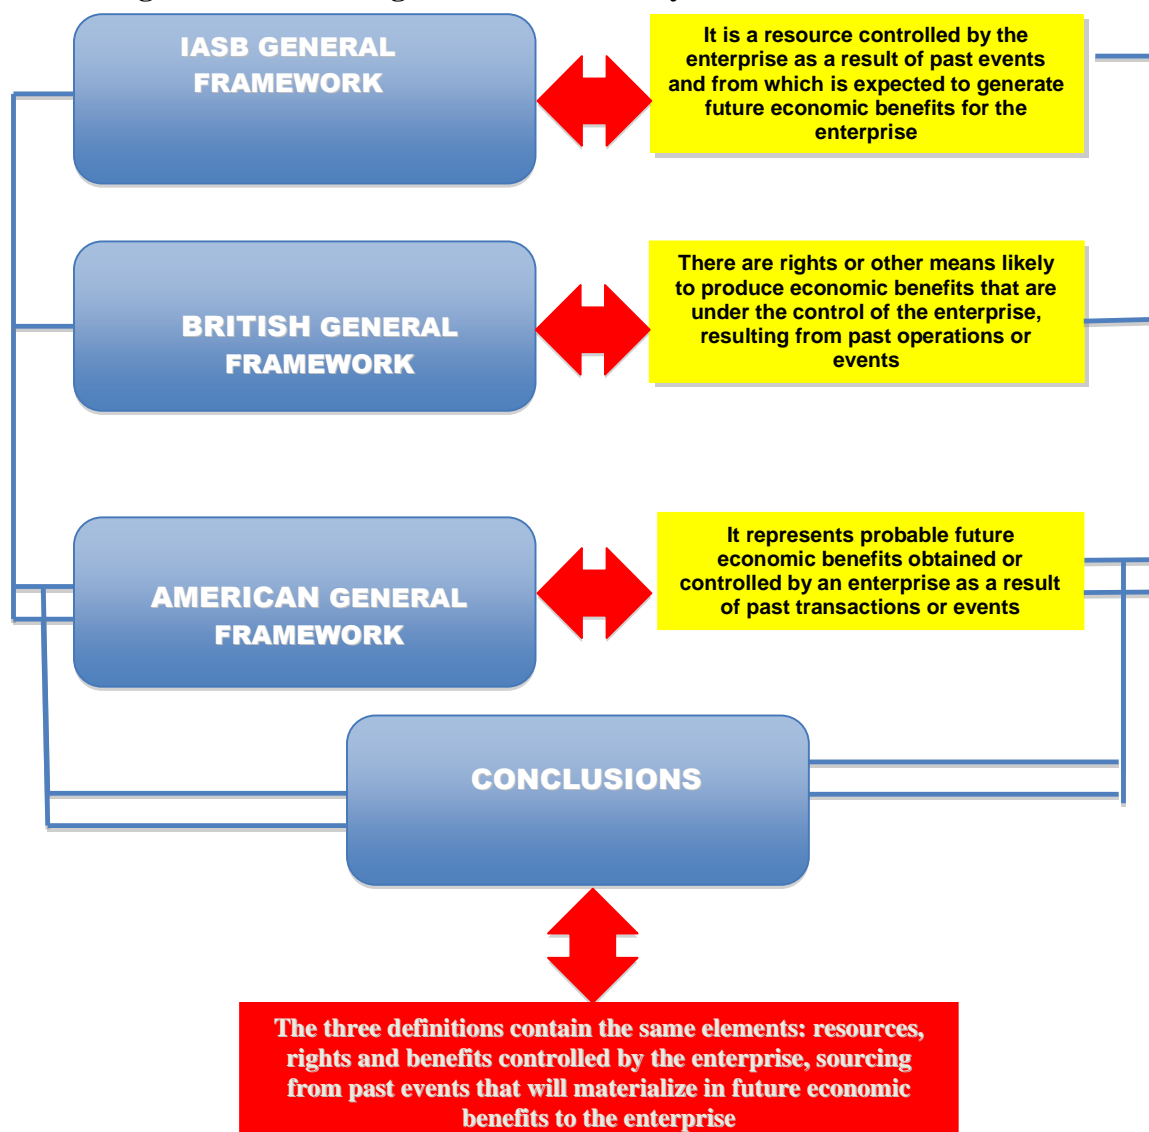 IASB GENERAL
FRAMEWORK
It is a resource controlled by the
enterprise as a result of past events
and from which is expected to generate
future economic benefits for the
enterprise
BRITISH GENERAL
FRAMEWORK
There are rights or other means likely
to produce economic benefits that are
under the control of the enterprise,
resulting from past operations or
events
AMERICAN GENERAL
FRAMEWORK
It represents probable future
economic benefits obtained or
controlled by an enterprise as a result
of past transactions or events
CONCLUSIONS
The three definitions contain the same elements: resources,
rights and benefits controlled by the enterprise, sourcing
from past events that will materialize in future economic
benefits to the enterprise